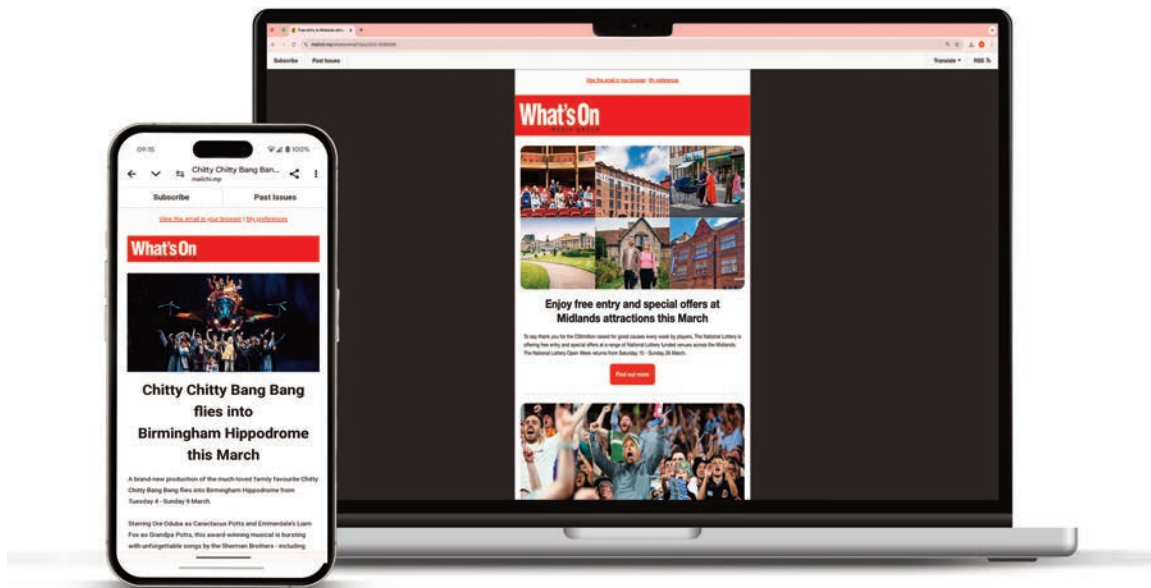 09:15
100%
Chitty Chitty Bang Ban...
mailchi.mp
Subscribe
Past Issues
View this email in your browser | My preferences
What's On
Chitty Chitty Bang Bang
flies into
Birmingham Hippodrome
this March
A brand-new production of the much-loved family favourite Chitty
Chitty Bang Bang flies into Birmingham Hippodrome from
Tuesday 4 - Sunday 9 March.
Starring Ore Oduba as Caractacus Potts and Emmerdale's Liam
Fox as Grandpa Potts, this award-winning musical is bursting
with unforgettable songs by the Sherman Brothers - including
Subscribe
Past Issues
Translate
RSS
View this email in your browser | My preferences
What's On
MEDIA GROUP
Enjoy free entry and special offers at
Midlands attractions this March
To say thank you for the £30million raised for good causes every week by players, The National Lottery is
offering free entry and special offers at a range of National Lottery funded venues across the Midlands.
The National Lottery Open Week returns from Saturday 15 - Sunday 26 March.
Find out more